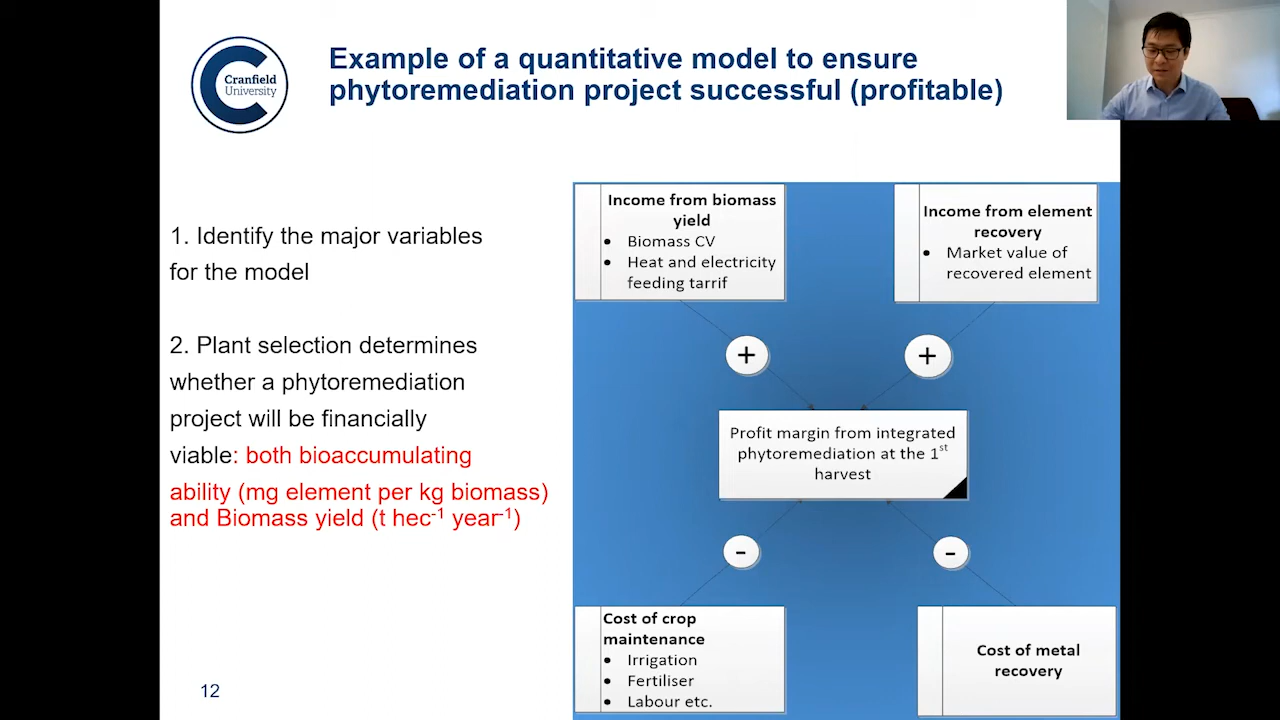 Cranfield
University
Example of a quantitative model to ensure
phytoremediation project successful (profitable)
1. Identify the major variables
for the model
2. Plant selection determines
whether a phytoremediation
project will be financially
viable: both bioaccumulating
ability (mg element per kg biomass)
and Biomass yield (t hec⁻¹ year⁻¹)
Income from biomass
yield
• Biomass CV
• Heat and electricity
feeding tarrif
Income from element
recovery
• Market value of
recovered element
+
+
Profit margin from integrated
phytoremediation at the 1st
harvest
-
-
Cost of crop
maintenance
• Irrigation
• Fertiliser
• Labour etc.
Cost of metal
recovery
12